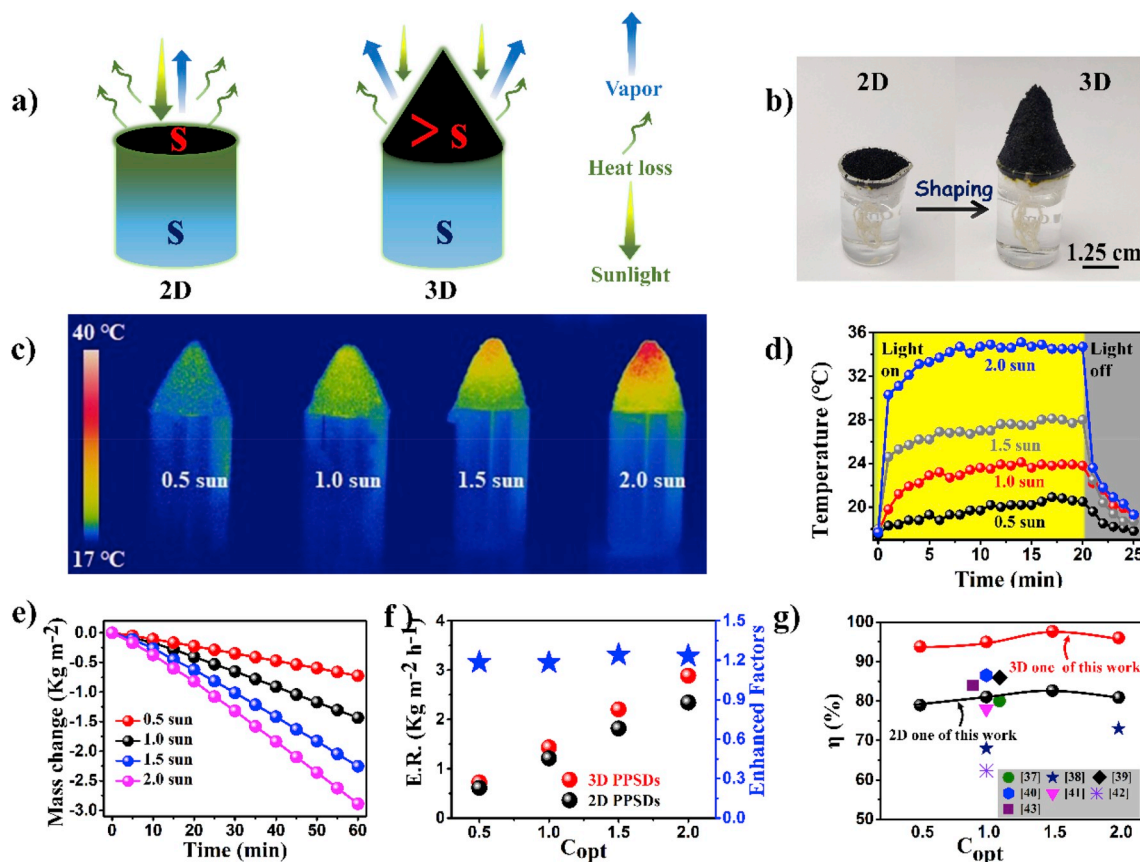 a)
S
S
2D
> S
S
3D
Vapor
Heat loss
Sunlight
b)
2D
3D
Shaping
1.25 cm
c)
40 °C
17 °C
0.5 sun
1.0 sun
1.5 sun
2.0 sun
d)
Temperature (°C)
36
32
28
24
20
Light on
Light off
2.0 sun
1.5 sun
1.0 sun
0.5 sun
0 5 10 15 20 25
Time (min)
e)
Mass change (Kg m-2)
0.0
-0.5
-1.0
-1.5
-2.0
-2.5
-3.0
0.5 sun
1.0 sun
1.5 sun
2.0 sun
0 10 20 30 40 50 60
Time (min)
f)
E.R. (Kg m-2 h-1)
4
3
2
1
0
3D PPSDs
2D PPSDs
1.5
1.2
0.9
0.6
0.3
0.0
Enhanced Factors
0.5 1.0 1.5 2.0
Copt
g)
η (%)
100
90
80
70
60
50
3D one of this work
2D one of this work
[37] [38] [39]
[40] [41] [42]
[43]
0.5 1.0 1.5 2.0
Copt